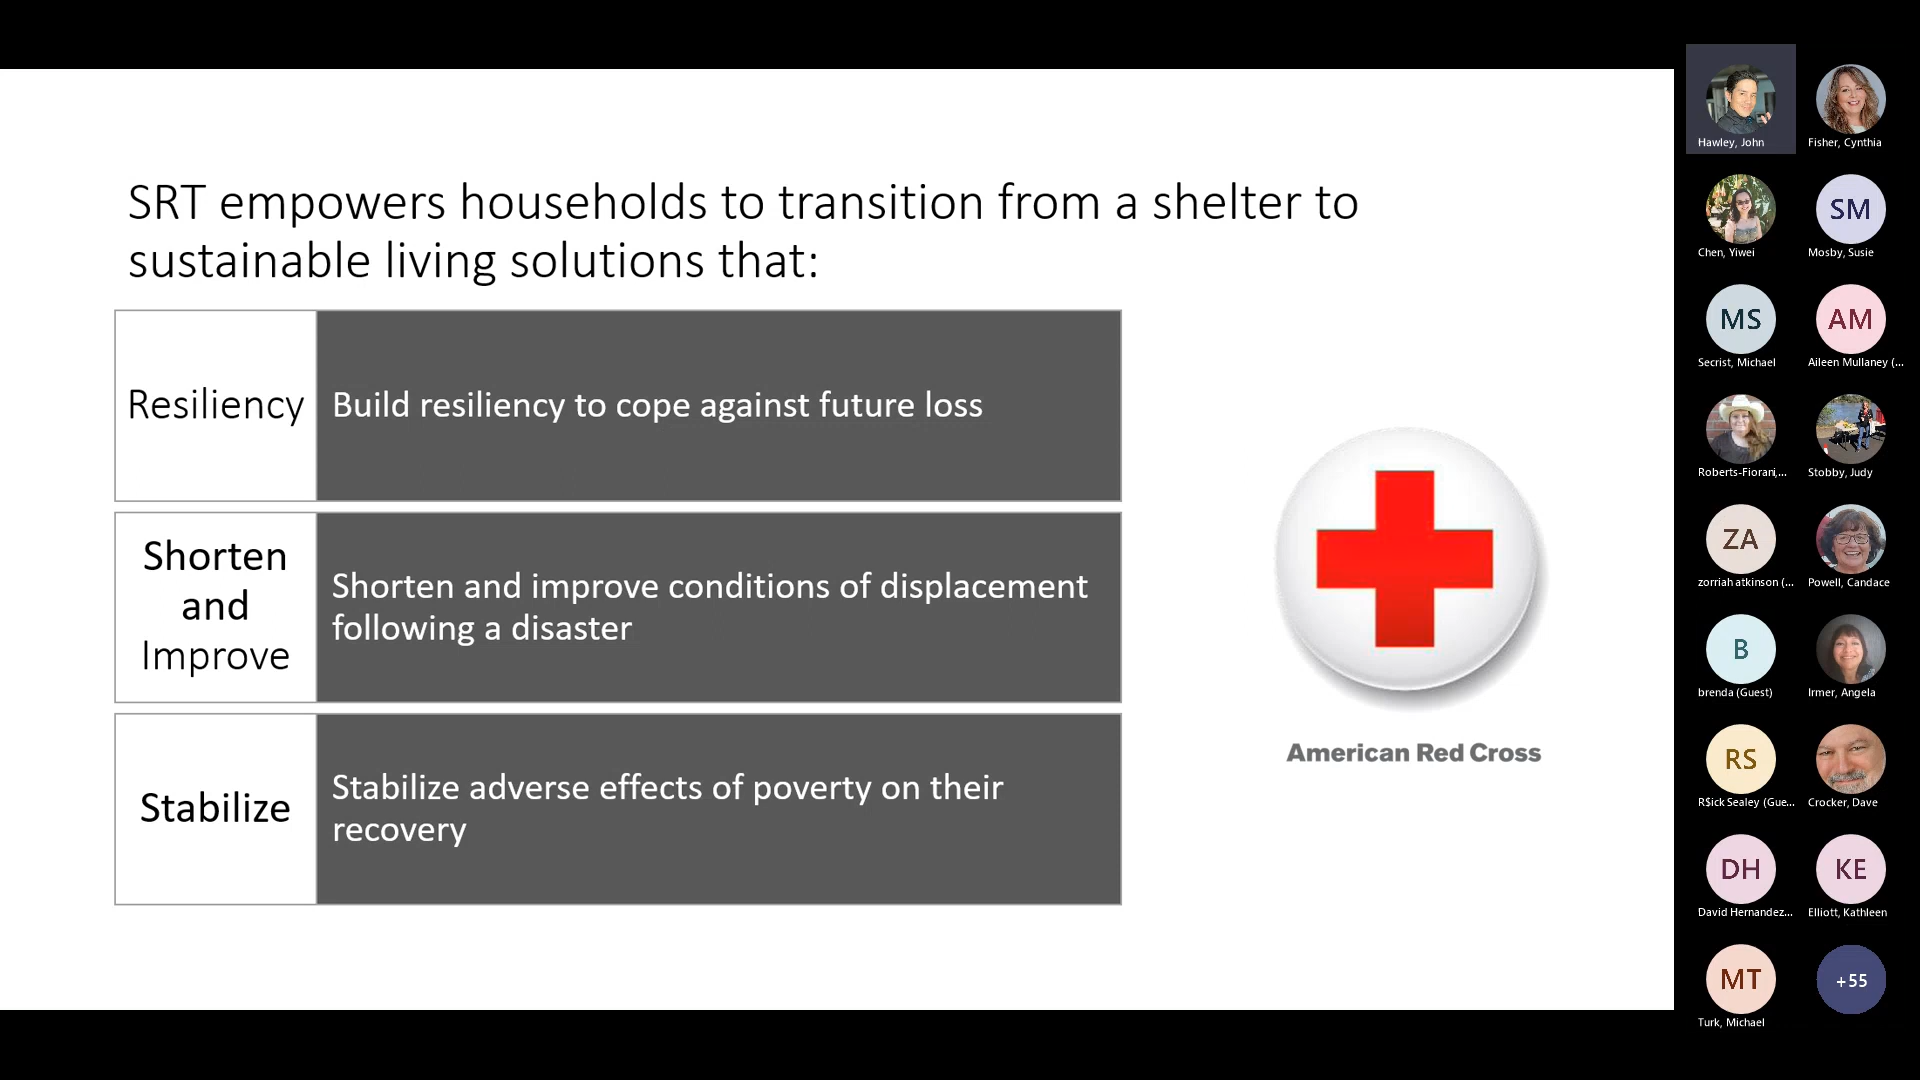 SRT empowers households to transition from a shelter to
sustainable living solutions that:
Resiliency
Build resiliency to cope against future loss
Shorten
and
Improve
Shorten and improve conditions of displacement
following a disaster
Stabilize
Stabilize adverse effects of poverty on their
recovery
American Red Cross
Hawley, John
Fisher, Cynthia
Chen, Yiwei
SM
Mosby, Susie
MS
Secrist, Michael
AM
Aileen Mullaney (...
Roberts-Fiorani,...
Stobby, Judy
ZA
zorriah atkinson (...
Powell, Candace
B
brenda (Guest)
Irmer, Angela
RS
R$ick Sealey (Gue...
Crocker, Dave
DH
David Hernandez...
KE
Elliott, Kathleen
MT
Turk, Michael
+55